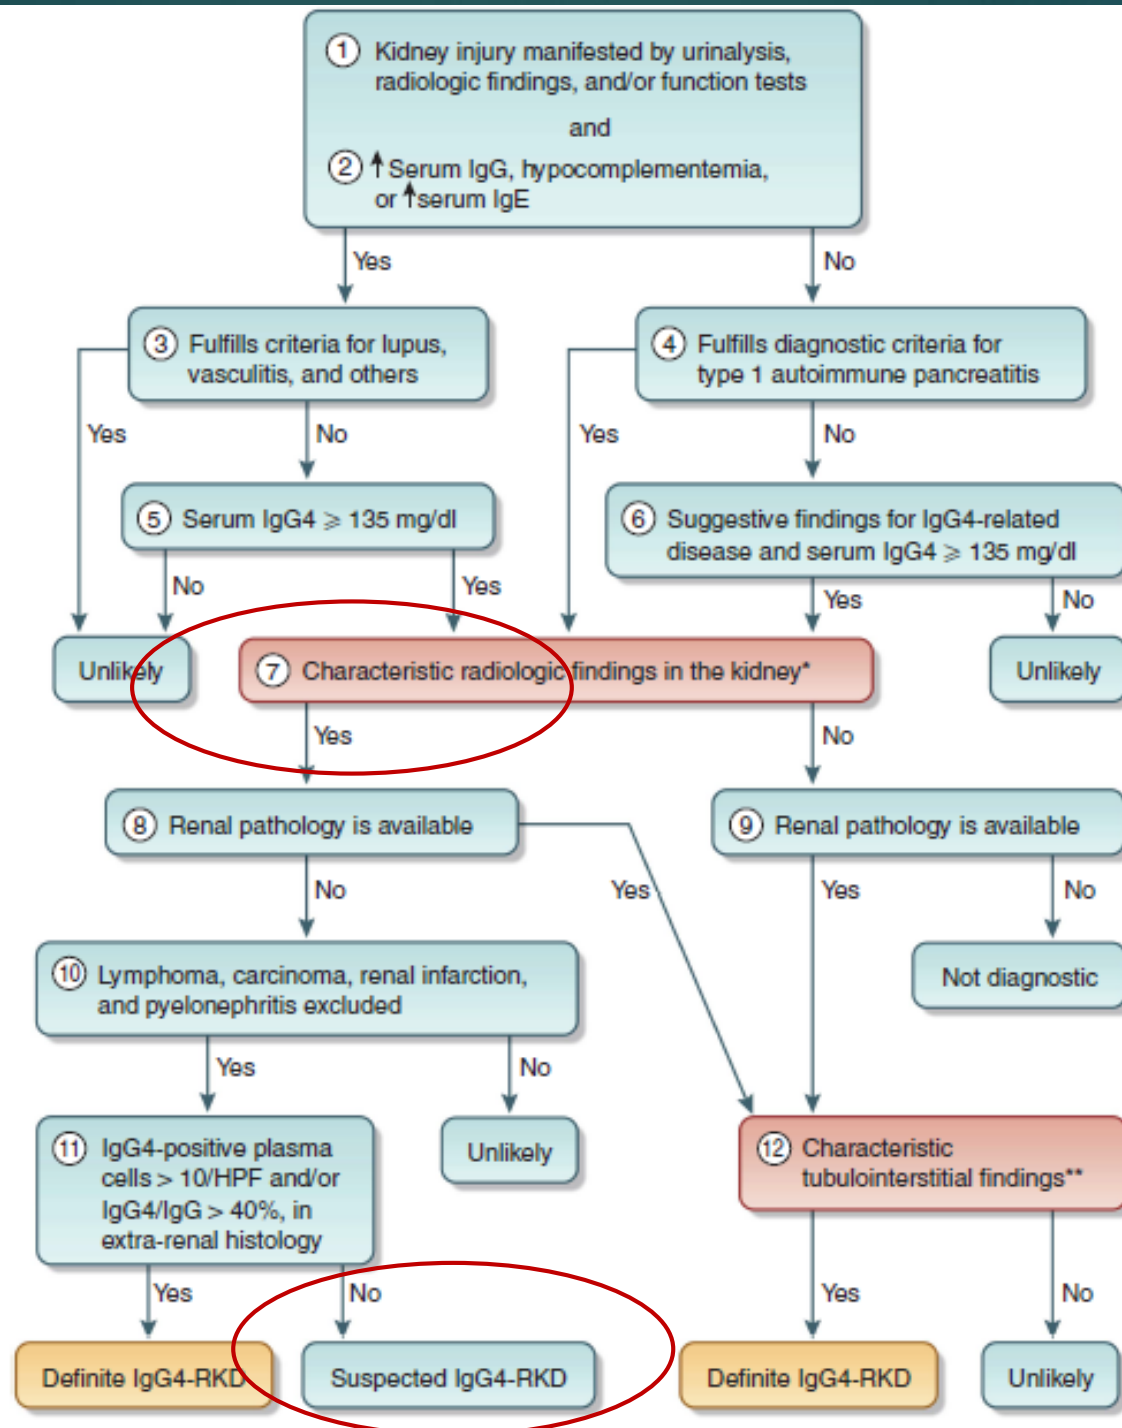 ① Kidney injury manifested by urinalysis,
radiologic findings, and/or function tests
and
② ↑Serum IgG, hypocomplementemia,
or ↑serum IgE
Yes
No
③ Fulfills criteria for lupus,
vasculitis, and others
④ Fulfills diagnostic criteria for
type 1 autoimmune pancreatitis
Yes
No
Yes
No
⑤ Serum IgG4 ⩾ 135 mg/dl
⑥ Suggestive findings for IgG4-related
disease and serum IgG4 ⩾ 135 mg/dl
No
Yes
Yes
No
Unlikely
⑦ Characteristic radiologic findings in the kidney*
Unlikely
Yes
No
⑧ Renal pathology is available
⑨ Renal pathology is available
No
Yes
Yes
No
⑩ Lymphoma, carcinoma, renal infarction,
and pyelonephritis excluded
Not diagnostic
Yes
No
⑪ IgG4-positive plasma
cells > 10/HPF and/or
IgG4/IgG > 40%, in
extra-renal histology
Unlikely
⑫ Characteristic
tubulointerstitial findings**
Yes
No
Yes
No
Definite IgG4-RKD
Suspected IgG4-RKD
Definite IgG4-RKD
Unlikely